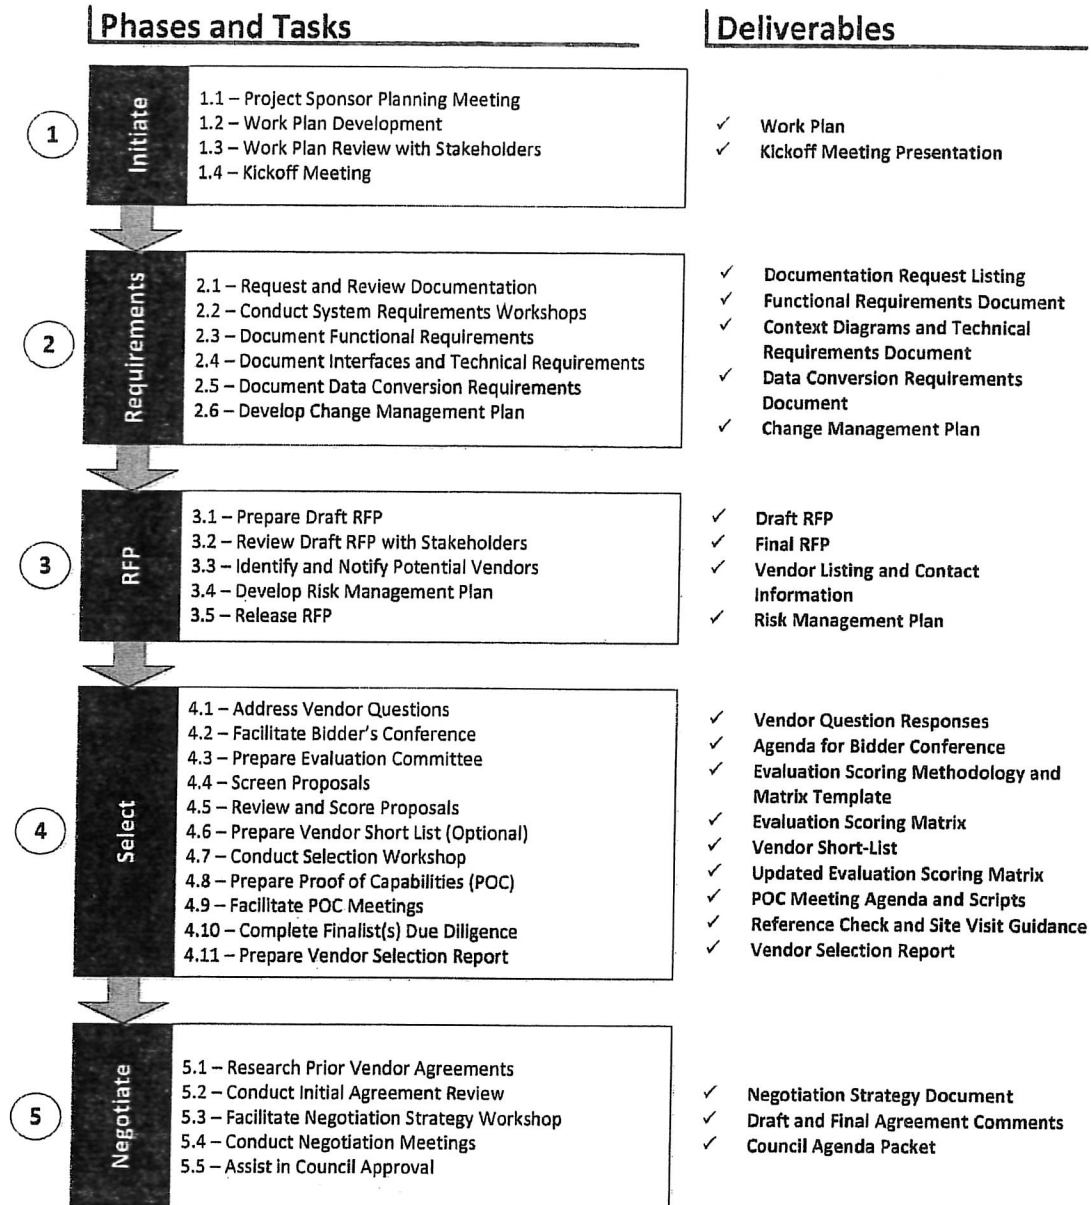 Phases and Tasks
Deliverables
1
Initiate
1.1 – Project Sponsor Planning Meeting
1.2 – Work Plan Development
1.3 – Work Plan Review with Stakeholders
1.4 – Kickoff Meeting
✓ Work Plan
✓ Kickoff Meeting Presentation
2
Requirements
2.1 – Request and Review Documentation
2.2 – Conduct System Requirements Workshops
2.3 – Document Functional Requirements
2.4 – Document Interfaces and Technical Requirements
2.5 – Document Data Conversion Requirements
2.6 – Develop Change Management Plan
✓ Documentation Request Listing
✓ Functional Requirements Document
✓ Context Diagrams and Technical
Requirements Document
✓ Data Conversion Requirements
Document
✓ Change Management Plan
3
RFP
3.1 – Prepare Draft RFP
3.2 – Review Draft RFP with Stakeholders
3.3 – Identify and Notify Potential Vendors
3.4 – Develop Risk Management Plan
3.5 – Release RFP
✓ Draft RFP
✓ Final RFP
✓ Vendor Listing and Contact
Information
✓ Risk Management Plan
4
Select
4.1 – Address Vendor Questions
4.2 – Facilitate Bidder's Conference
4.3 – Prepare Evaluation Committee
4.4 – Screen Proposals
4.5 – Review and Score Proposals
4.6 – Prepare Vendor Short List (Optional)
4.7 – Conduct Selection Workshop
4.8 – Prepare Proof of Capabilities (POC)
4.9 – Facilitate POC Meetings
4.10 – Complete Finalist(s) Due Diligence
4.11 – Prepare Vendor Selection Report
✓ Vendor Question Responses
✓ Agenda for Bidder Conference
✓ Evaluation Scoring Methodology and
Matrix Template
✓ Evaluation Scoring Matrix
✓ Vendor Short-List
✓ Updated Evaluation Scoring Matrix
✓ POC Meeting Agenda and Scripts
✓ Reference Check and Site Visit Guidance
✓ Vendor Selection Report
5
Negotiate
5.1 – Research Prior Vendor Agreements
5.2 – Conduct Initial Agreement Review
5.3 – Facilitate Negotiation Strategy Workshop
5.4 – Conduct Negotiation Meetings
5.5 – Assist in Council Approval
✓ Negotiation Strategy Document
✓ Draft and Final Agreement Comments
✓ Council Agenda Packet